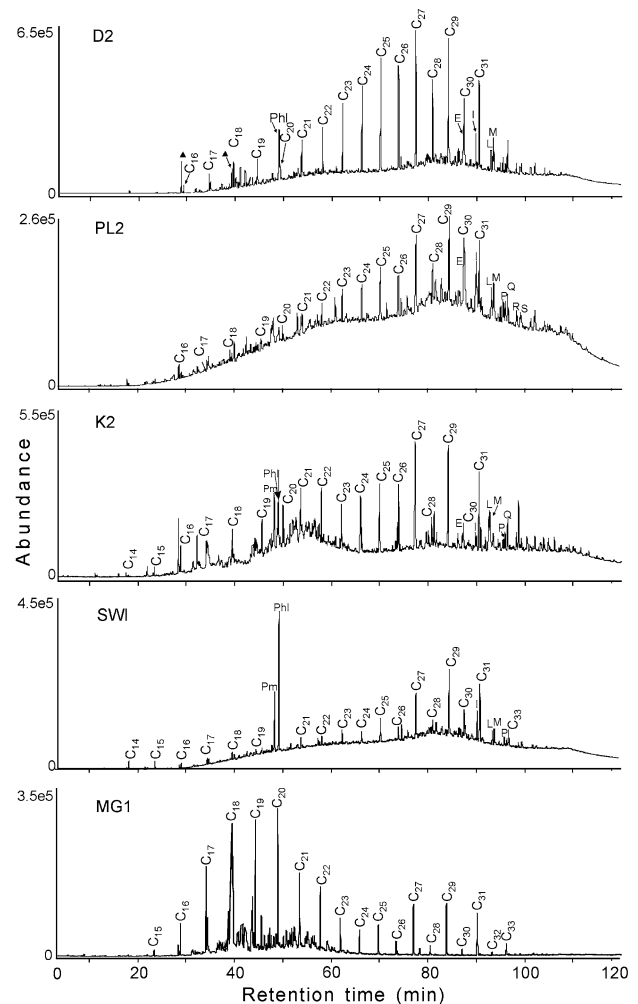 6.5e5
D2
▲
C16
C17
▲
C18
C19
Phl
C20
C21
C22
C23
C24
C25
C26
C27
C28
C29
E
C30
I
C31
L
M
0
2.6e5
PL2
C16
C17
C18
C19
C20
C21
C22
C23
C24
C25
C26
C27
C28
C29
E
C30
C31
L
M
P
Q
R
S
0
5.5e5
K2
C14
C15
C16
C17
C18
C19
Pm
Phl
C20
C21
C22
C23
C24
C25
C26
C27
C28
C29
E
C30
C31
L
M
P
Q
0
4.5e5
SWI
C14
C15
C16
C17
C18
C19
Pm
Phl
C21
C22
C23
C24
C25
C26
C27
C28
C29
C30
I
C31
L
M
P
C33
0
3.5e5
MG1
C15
C16
C17
C18
C19
C20
C21
C22
C23
C24
C25
C26
C27
C28
C29
C30
C31
C32
C33
0
0 20 40 60 80 100 120
Retention time (min)
Abundance